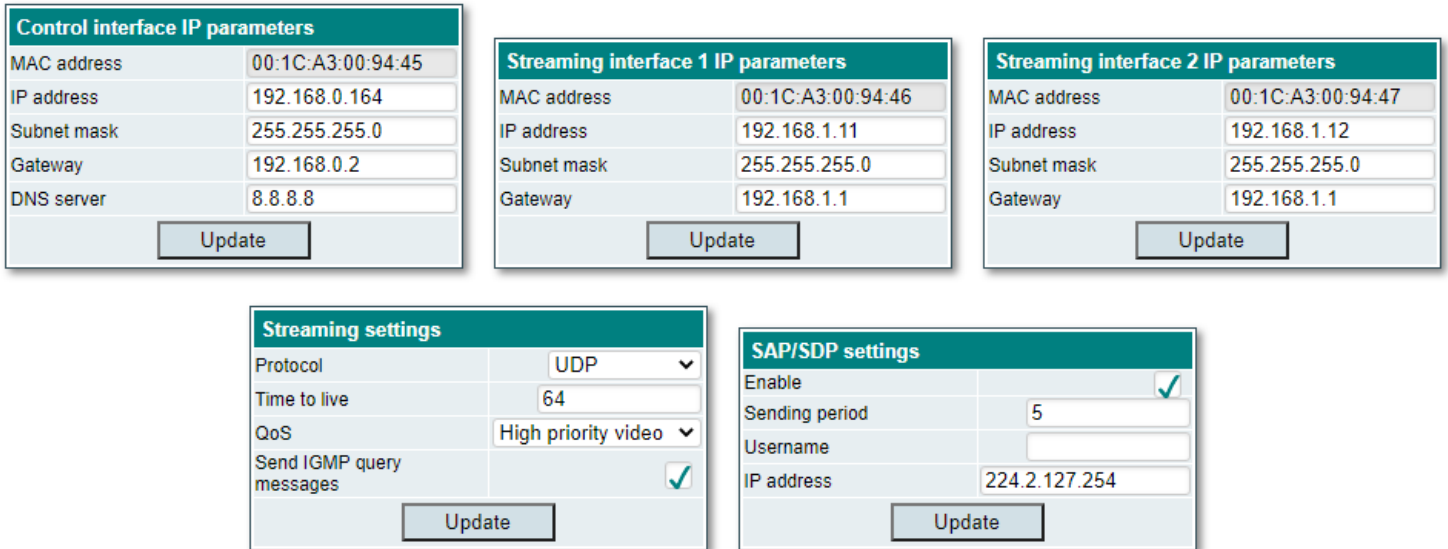 Control interface IP parameters
MAC address 00:1C:A3:00:94:45
IP address 192.168.0.164
Subnet mask 255.255.255.0
Gateway 192.168.0.2
DNS server 8.8.8.8
Update
Streaming interface 1 IP parameters
MAC address 00:1C:A3:00:94:46
IP address 192.168.1.11
Subnet mask 255.255.255.0
Gateway 192.168.1.1
Update
Streaming interface 2 IP parameters
MAC address 00:1C:A3:00:94:47
IP address 192.168.1.12
Subnet mask 255.255.255.0
Gateway 192.168.1.1
Update
Streaming settings
Protocol UDP
Time to live 64
QoS High priority video
Send IGMP query
messages
Update
SAP/SDP settings
Enable
Sending period 5
Username
IP address 224.2.127.254
Update